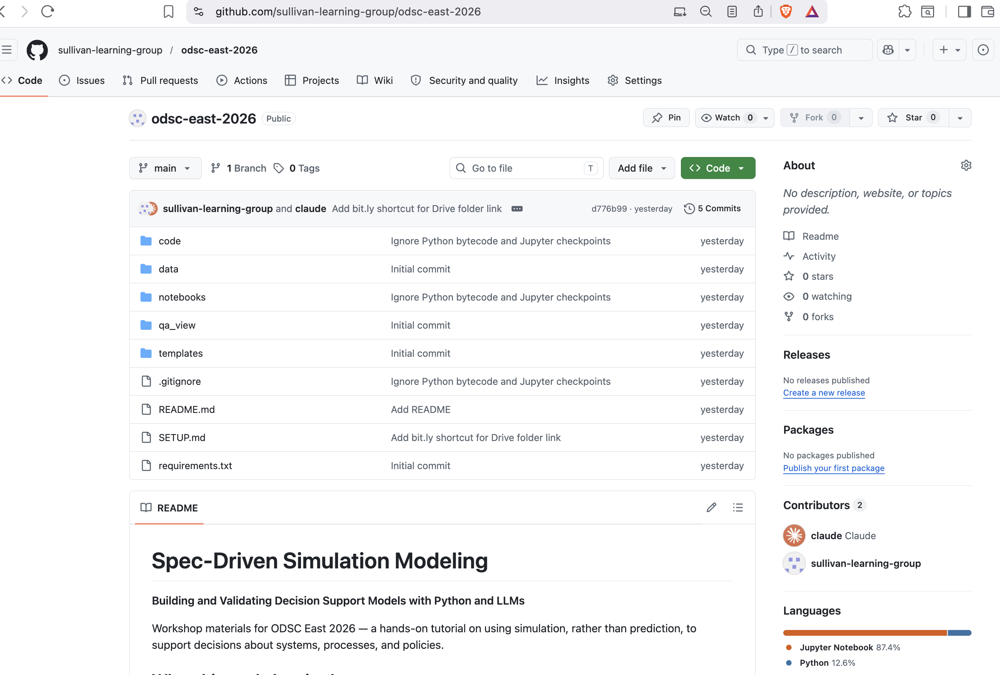 github.com/sullivan-learning-group/odsc-east-2026
sullivan-learning-group / odsc-east-2026
Type / to search
Code
Issues
Pull requests
Actions
Projects
Wiki
Security and quality
Insights
Settings
odsc-east-2026 Public
Pin
Watch 0
Fork 0
Star 0
main
1 Branch
0 Tags
Go to file T
Add file
Code
sullivan-learning-group and claude Add bit.ly shortcut for Drive folder link
d776b99 · yesterday
5 Commits
code Ignore Python bytecode and Jupyter checkpoints yesterday
data Initial commit yesterday
notebooks Ignore Python bytecode and Jupyter checkpoints yesterday
qa_view Initial commit yesterday
templates Initial commit yesterday
.gitignore Ignore Python bytecode and Jupyter checkpoints yesterday
README.md Add README yesterday
SETUP.md Add bit.ly shortcut for Drive folder link yesterday
requirements.txt Initial commit yesterday
README
Spec-Driven Simulation Modeling
Building and Validating Decision Support Models with Python and LLMs
Workshop materials for ODSC East 2026 — a hands-on tutorial on using simulation, rather than prediction, to
support decisions about systems, processes, and policies.
About
No description, website, or topics
provided.
Readme
Activity
0 stars
0 watching
0 forks
Releases
No releases published
Create a new release
Packages
No packages published
Publish your first package
Contributors 2
claude Claude
sullivan-learning-group
Languages
Jupyter Notebook 87.4%
Python 12.6%